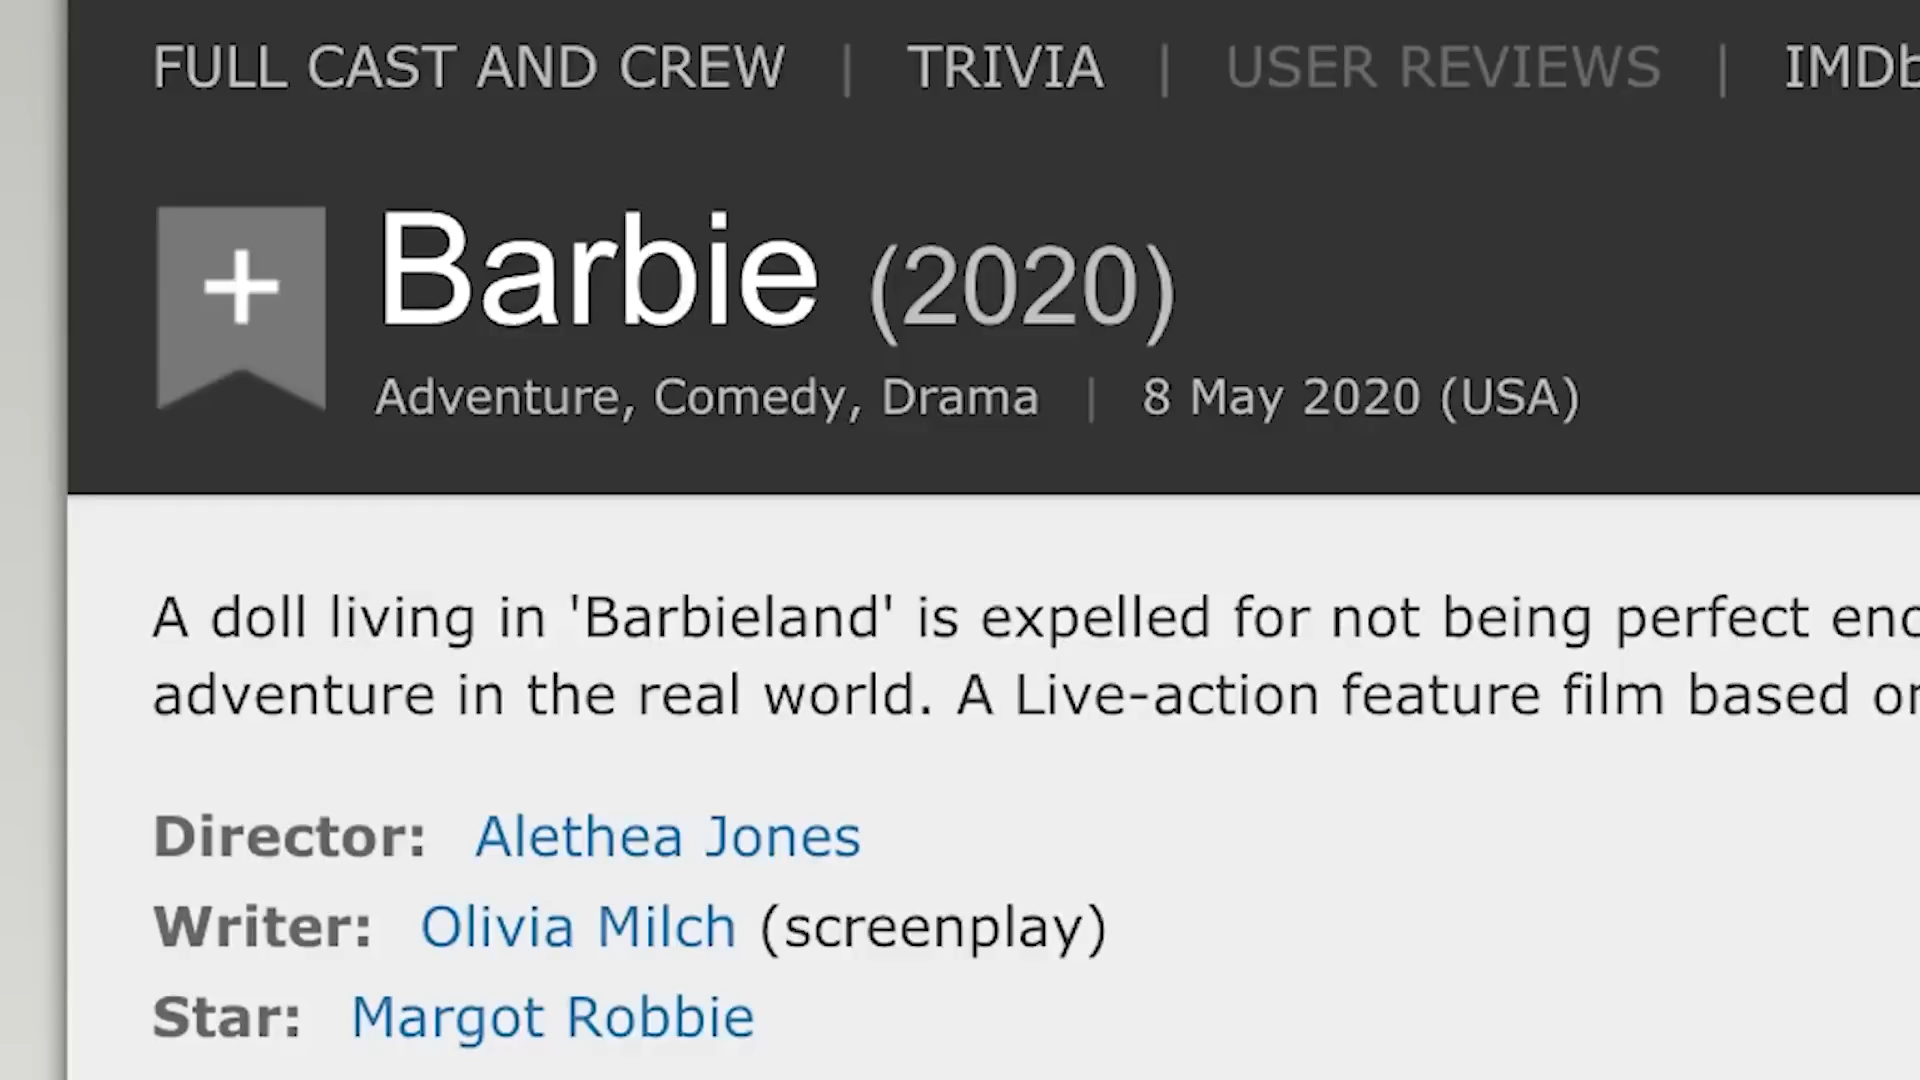 FULL CAST AND CREW | TRIVIA | USER REVIEWS | IMDb
+ Barbie (2020)
Adventure, Comedy, Drama | 8 May 2020 (USA)
A doll living in 'Barbieland' is expelled for not being perfect
adventure in the real world. A Live-action feature film based
Director: Alethea Jones
Writer: Olivia Milch (screenplay)
Star: Margot Robbie